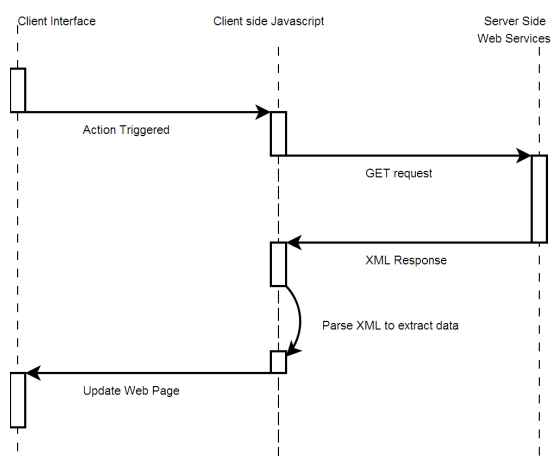 Client Interface
Client side Javascript
Server Side
Web Services
Action Triggered
GET request
XML Response
Parse XML to extract data
Update Web Page